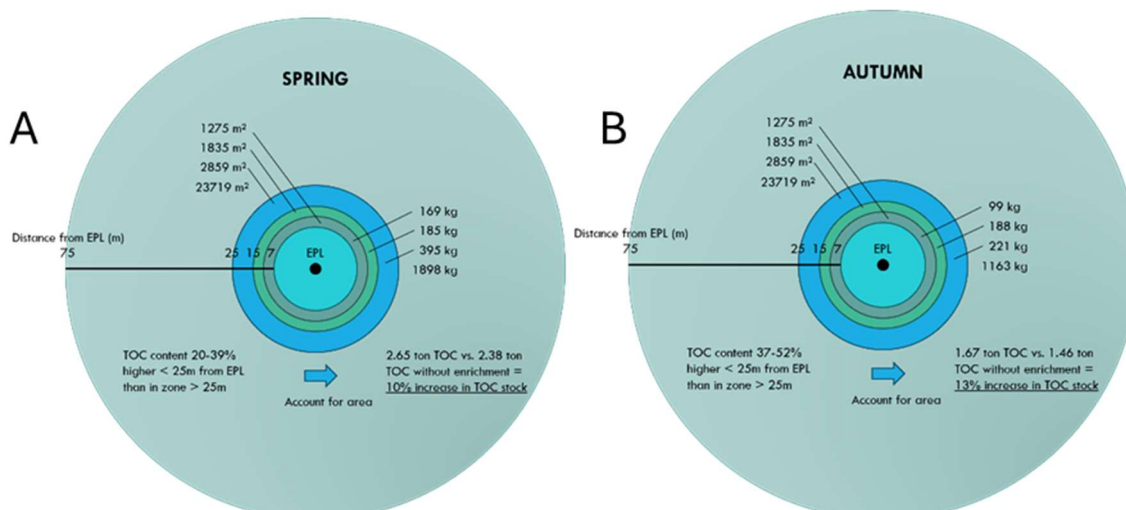 A
SPRING
1275 m²
1835 m²
2859 m²
23719 m²
169 kg
185 kg
395 kg
1898 kg
Distance from EPL (m)
75
25
15
7
EPL
TOC content 20-39%
higher < 25m from EPL
than in zone > 25m
Account for area
2.65 ton TOC vs. 2.38 ton
TOC without enrichment =
10% increase in TOC stock
B
AUTUMN
1275 m²
1835 m²
2859 m²
23719 m²
99 kg
188 kg
221 kg
1163 kg
Distance from EPL (m)
75
25
15
7
EPL
TOC content 37-52%
higher < 25m from EPL
than in zone > 25m
Account for area
1.67 ton TOC vs. 1.46 ton
TOC without enrichment =
13% increase in TOC stock